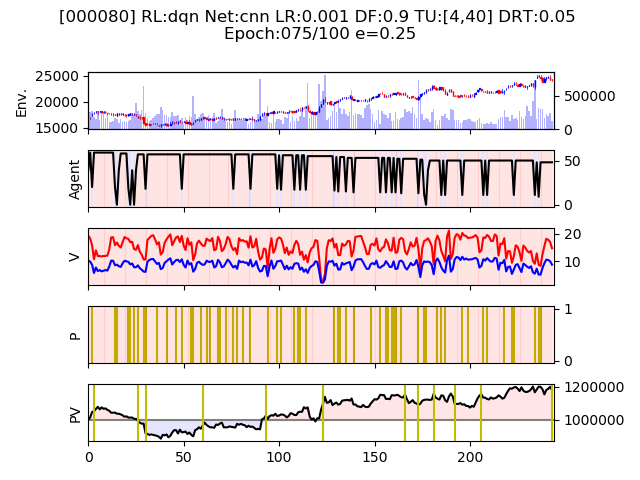 [000080] RL:dqn Net:cnn LR:0.001 DF:0.9 TU:[4,40] DRT:0.05
Epoch:075/100 e=0.25
Env.
25000
20000
15000
500000
0
Agent
50
0
V
20
10
P
1
0
PV
1200000
1000000
0 50 100 150 200